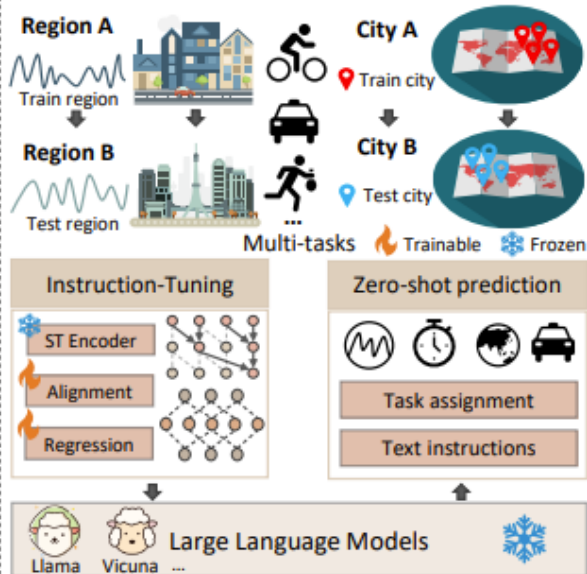 Region A
City A
Train region
Train city
Region B
City B
Test region
Test city
...
Multi-tasks Trainable Frozen
Instruction-Tuning
Zero-shot prediction
ST Encoder
Alignment
Regression
Task assignment
Text instructions
Large Language Models
Llama Vicuna ...